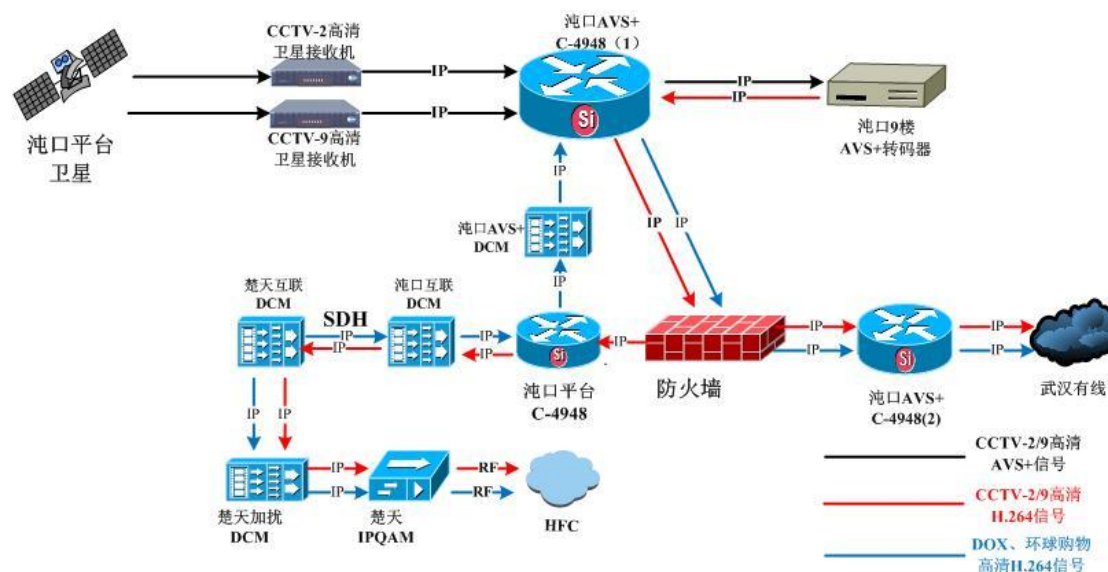 CCTV-2高清
卫星接收机
CCTV-9高清
卫星接收机
沌口平台
卫星
IP
IP
沌口AVS+
C-4948（1）
Si
IP
IP
沌口9楼
AVS+转码器
IP
沌口AVS+
DCM
IP
IP
IP
楚天互联
DCM
SDH
IP
IP
沌口互联
DCM
IP
IP
Si
沌口平台
C-4948
IP
防火墙
IP
IP
Si
沌口AVS+
C-4948(2)
IP
IP
武汉有线
IP
IP
楚天加扰
DCM
IP
IP
楚天
IPQAM
RF
RF
HFC
CCTV-2/9高清
AVS+信号
CCTV-2/9高清
H.264信号
DOX、环球购物
高清H.264信号